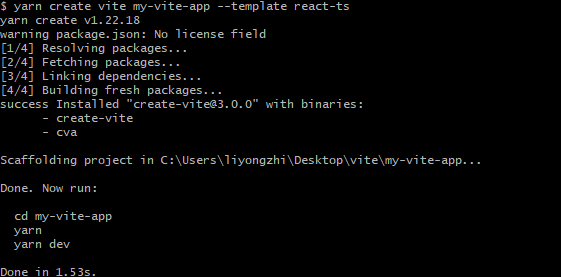 $ yarn create vite my-vite-app --template react-ts
yarn create v1.22.18
warning package.json: No license field
[1/4] Resolving packages...
[2/4] Fetching packages...
[3/4] Linking dependencies...
[4/4] Building fresh packages...
success Installed "create-vite@3.0.0" with binaries:
      - create-vite
      - cva
Scaffolding project in C:\Users\liyongzhi\Desktop\vite\my-vite-app...
Done. Now run:
  cd my-vite-app
  yarn
  yarn dev
Done in 1.53s.